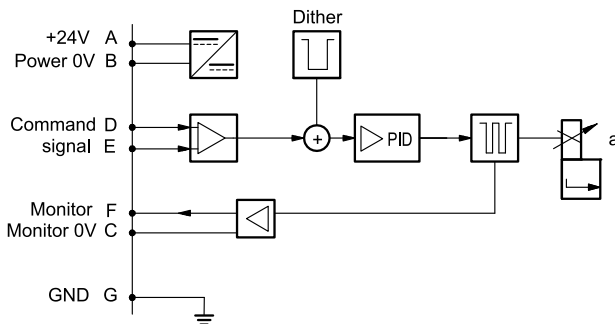 Dither
+24V A
Power 0V B
Command D
signal E
+
PID
a
Monitor F
Monitor 0V C
GND G